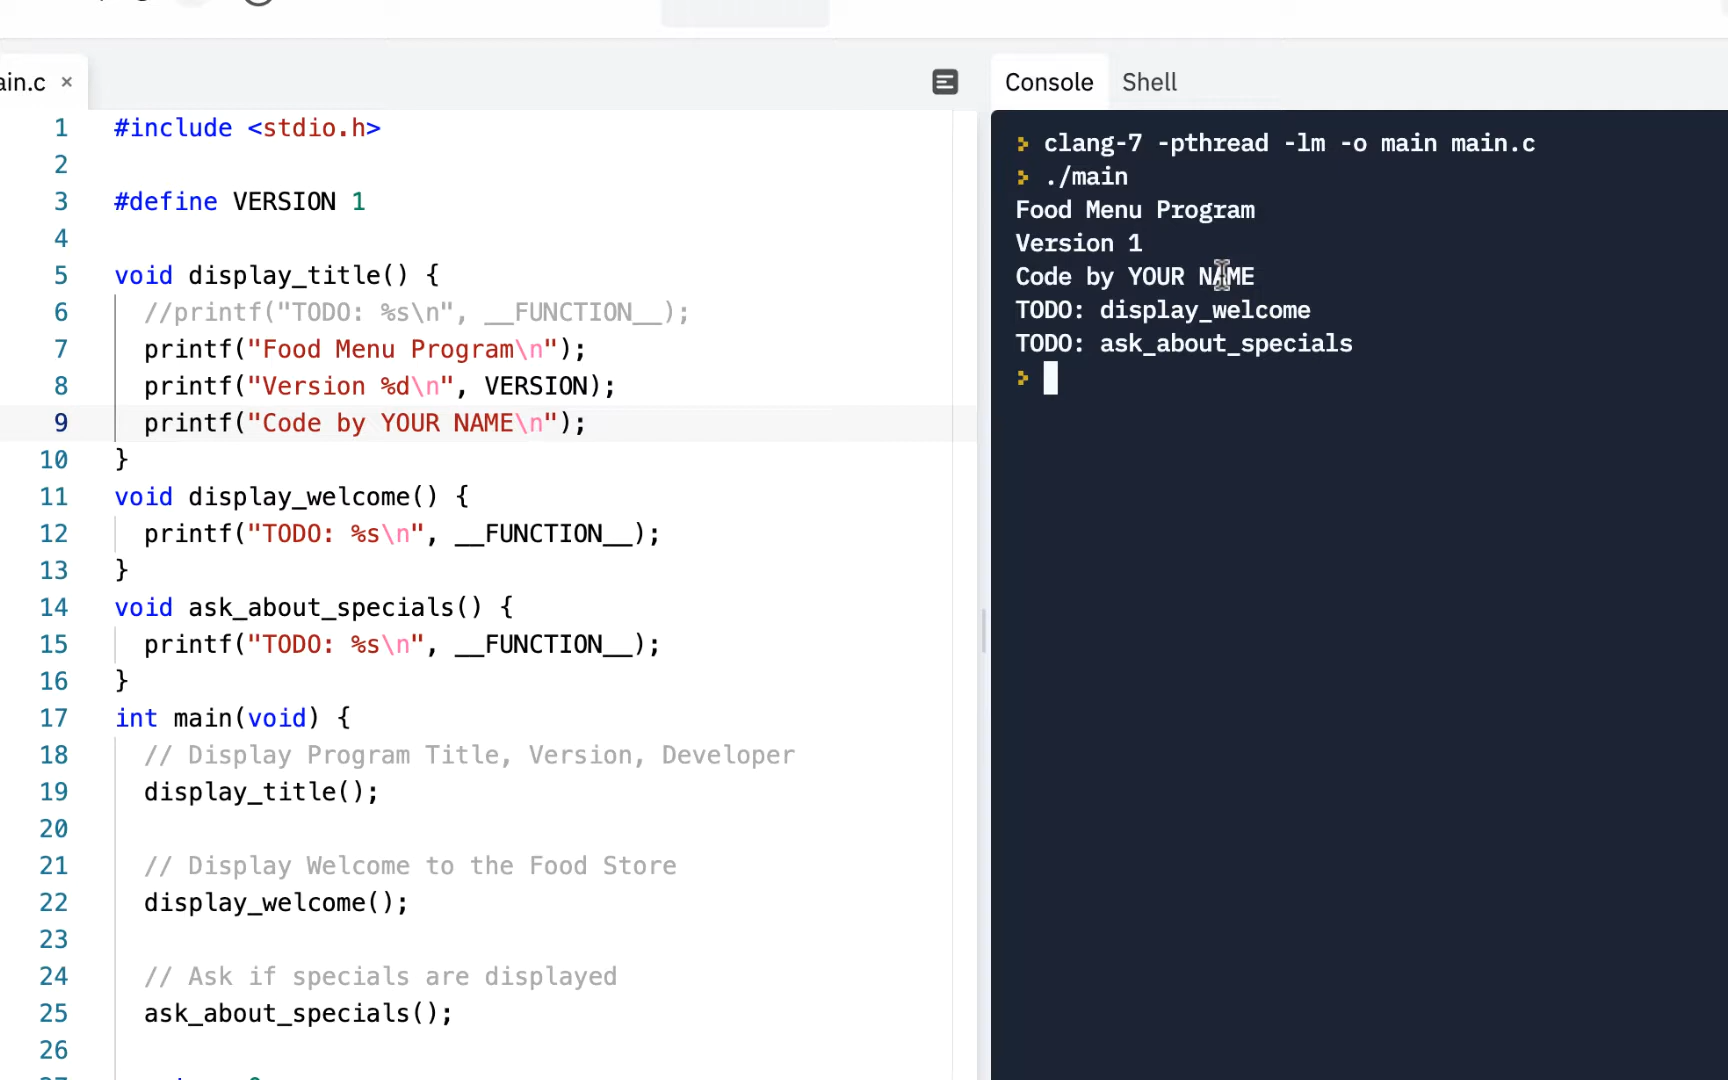 ain.c ×
1 #include <stdio.h>
2
3 #define VERSION 1
4
5 void display_title() {
6 //printf("TODO: %s\n", __FUNCTION__);
7 printf("Food Menu Program\n");
8 printf("Version %d\n", VERSION);
9 printf("Code by YOUR NAME\n");
10 }
11 void display_welcome() {
12 printf("TODO: %s\n", __FUNCTION__);
13 }
14 void ask_about_specials() {
15 printf("TODO: %s\n", __FUNCTION__);
16 }
17 int main(void) {
18 // Display Program Title, Version, Developer
19 display_title();
20
21 // Display Welcome to the Food Store
22 display_welcome();
23
24 // Ask if specials are displayed
25 ask_about_specials();
26
Console Shell
> clang-7 -pthread -lm -o main main.c
> ./main
Food Menu Program
Version 1
Code by YOUR NAME
TODO: display_welcome
TODO: ask_about_specials
>